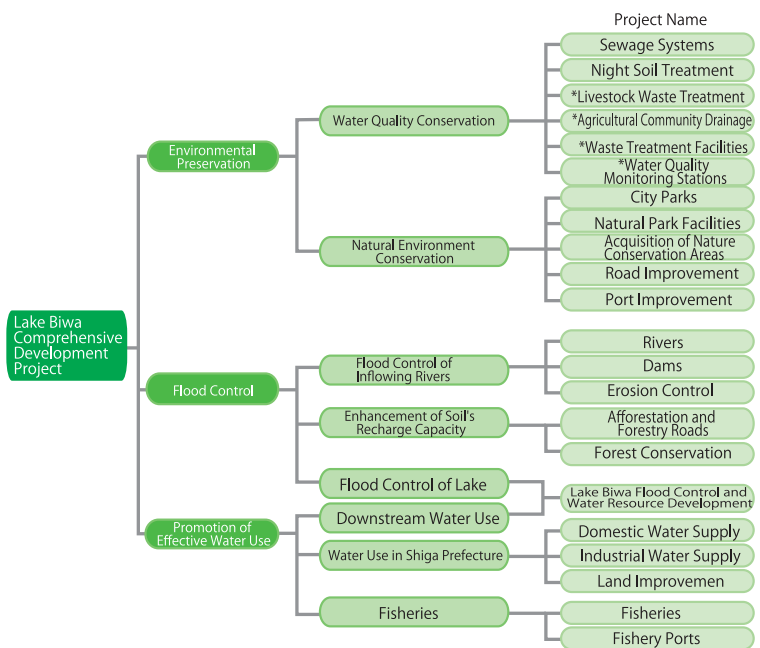 Project Name
Sewage Systems
Night Soil Treatment
*Livestock Waste Treatment
Water Quality Conservation
*Agricultural Community Drainage
Environmental
Preservation
*Waste Treatment Facilities
*Water Quality
Monitoring Stations
City Parks
Natural Park Facilities
Natural Environment
Conservation
Acquisition of Nature
Conservation Areas
Road Improvement
Port Improvement
Lake Biwa
Comprehensive
Development
Project
Rivers
Flood Control of
Inflowing Rivers
Dams
Flood Control
Erosion Control
Enhancement of Soil's
Recharge Capacity
Afforestation and
Forestry Roads
Forest Conservation
Flood Control of Lake
Lake Biwa Flood Control and
Water Resource Development
Promotion of
Effective Water Use
Downstream Water Use
Domestic Water Supply
Water Use in Shiga Prefecture
Industrial Water Supply
Land Improvemen
Fisheries
Fisheries
Fishery Ports